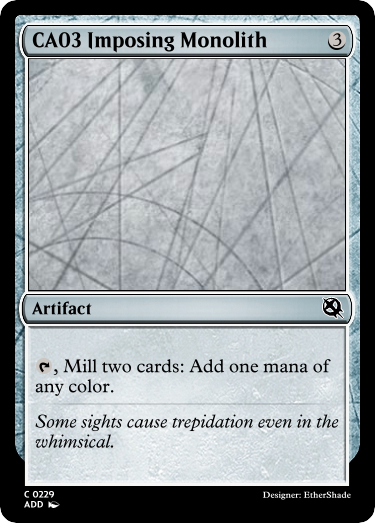 CA03 Imposing Monolith 3
Artifact
, Mill two cards: Add one mana of
any color.
Some sights cause trepidation even in the
whimsical.
C 0229
ADD
Designer: EtherShade